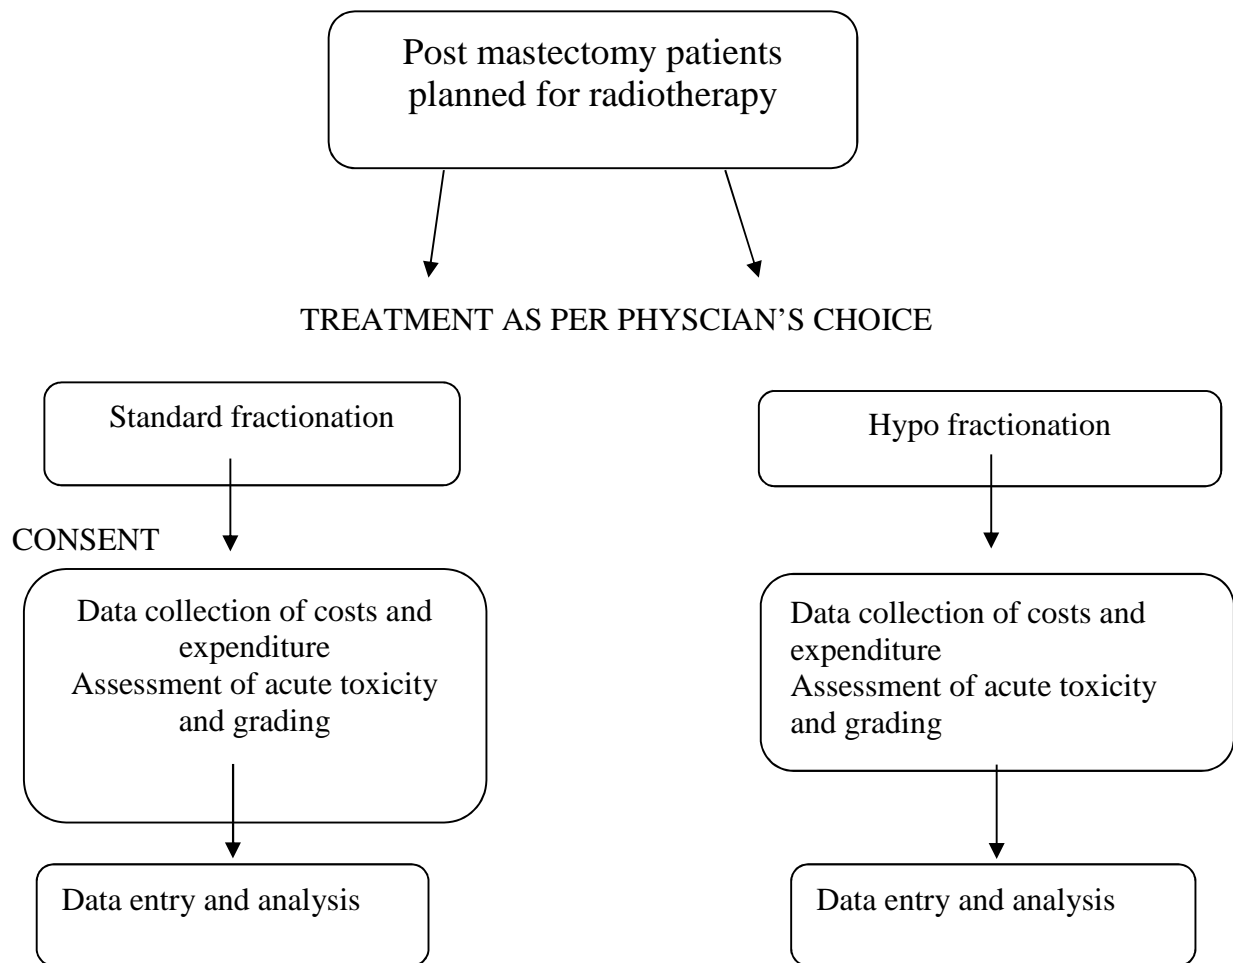 Post mastectomy patients
planned for radiotherapy
TREATMENT AS PER PHYSCIAN’S CHOICE
Standard fractionation
Hypo fractionation
CONSENT
Data collection of costs and
expenditure
Assessment of acute toxicity
and grading
Data collection of costs and
expenditure
Assessment of acute toxicity
and grading
Data entry and analysis
Data entry and analysis